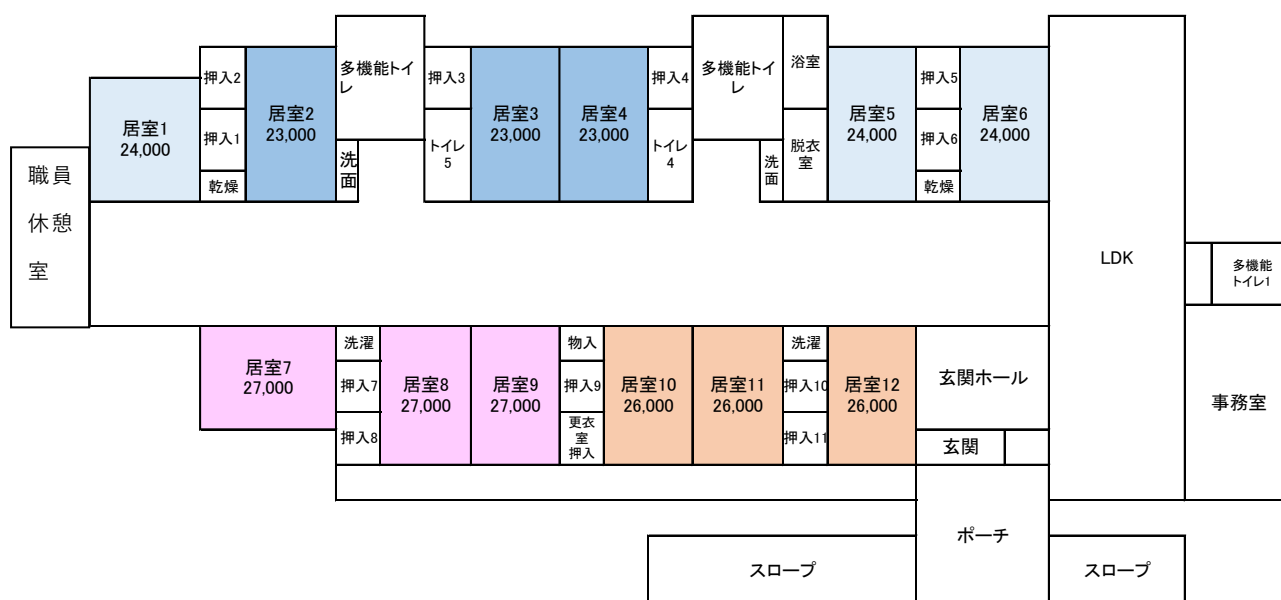 多機能トイ
レ
多機能トイ
レ
浴室
押入2
居室2
23,000
押入3
居室3
23,000
居室4
23,000
押入4
居室5
24,000
押入5
居室6
24,000
居室1
24,000
押入1
乾燥
洗
面
トイレ
5
トイレ
4
洗
面
脱衣
室
押入6
乾燥
職員
休憩
室
LDK
多機能
トイレ1
居室7
27,000
洗濯
押入7
押入8
居室8
27,000
居室9
27,000
物入
押入9
更衣
室
押入
居室10
26,000
居室11
26,000
洗濯
押入10
押入11
居室12
26,000
玄関ホール
玄関
事務室
ポーチ
スロープ
スロープ